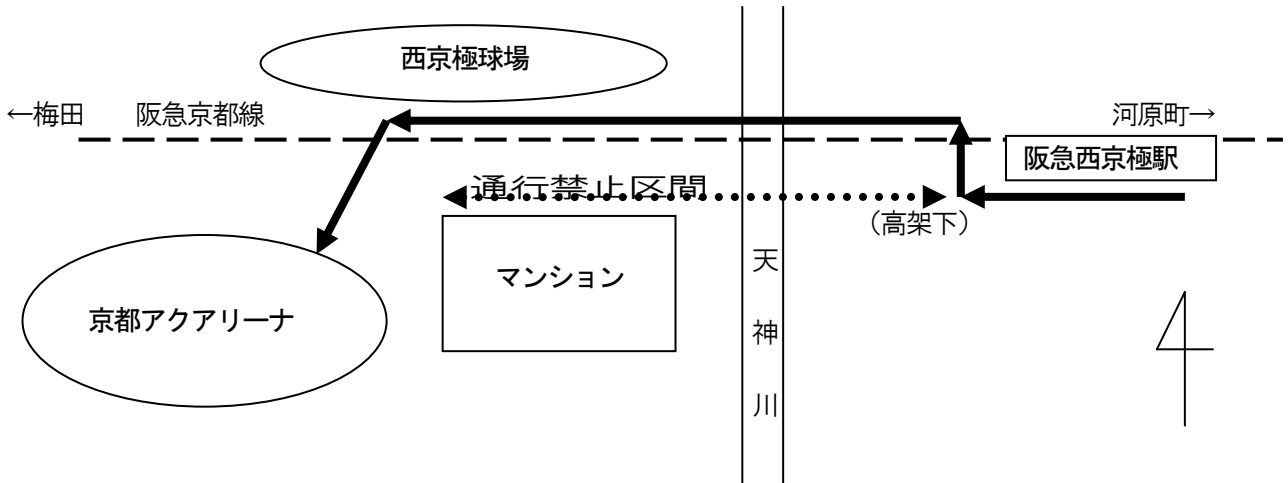 西京極球場
←梅田　阪急京都線
河原町→
阪急西京極駅
通行禁止区間
（高架下）
マンション
天神川
京都アクアリーナ